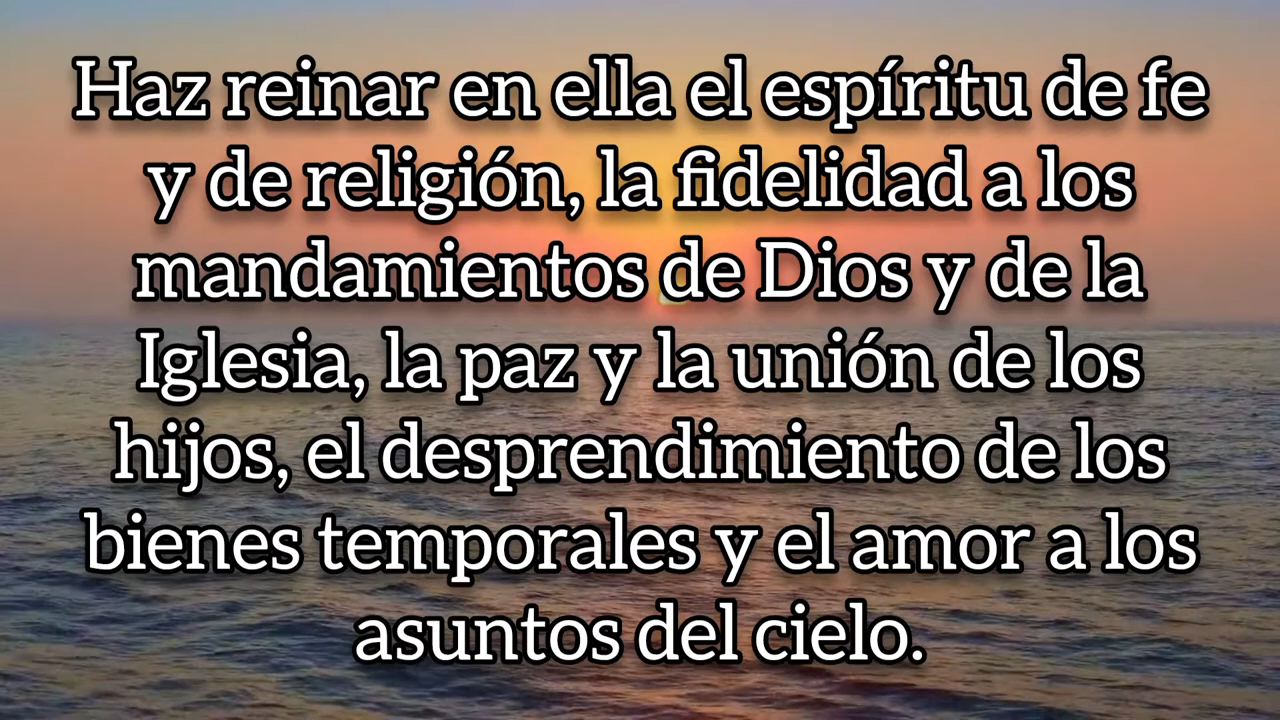 Haz reinar en ella el espíritu de fe
y de religión, la fidelidad a los
mandamientos de Dios y de la
Iglesia, la paz y la unión de los
hijos, el desprendimiento de los
bienes temporales y el amor a los
asuntos del cielo.